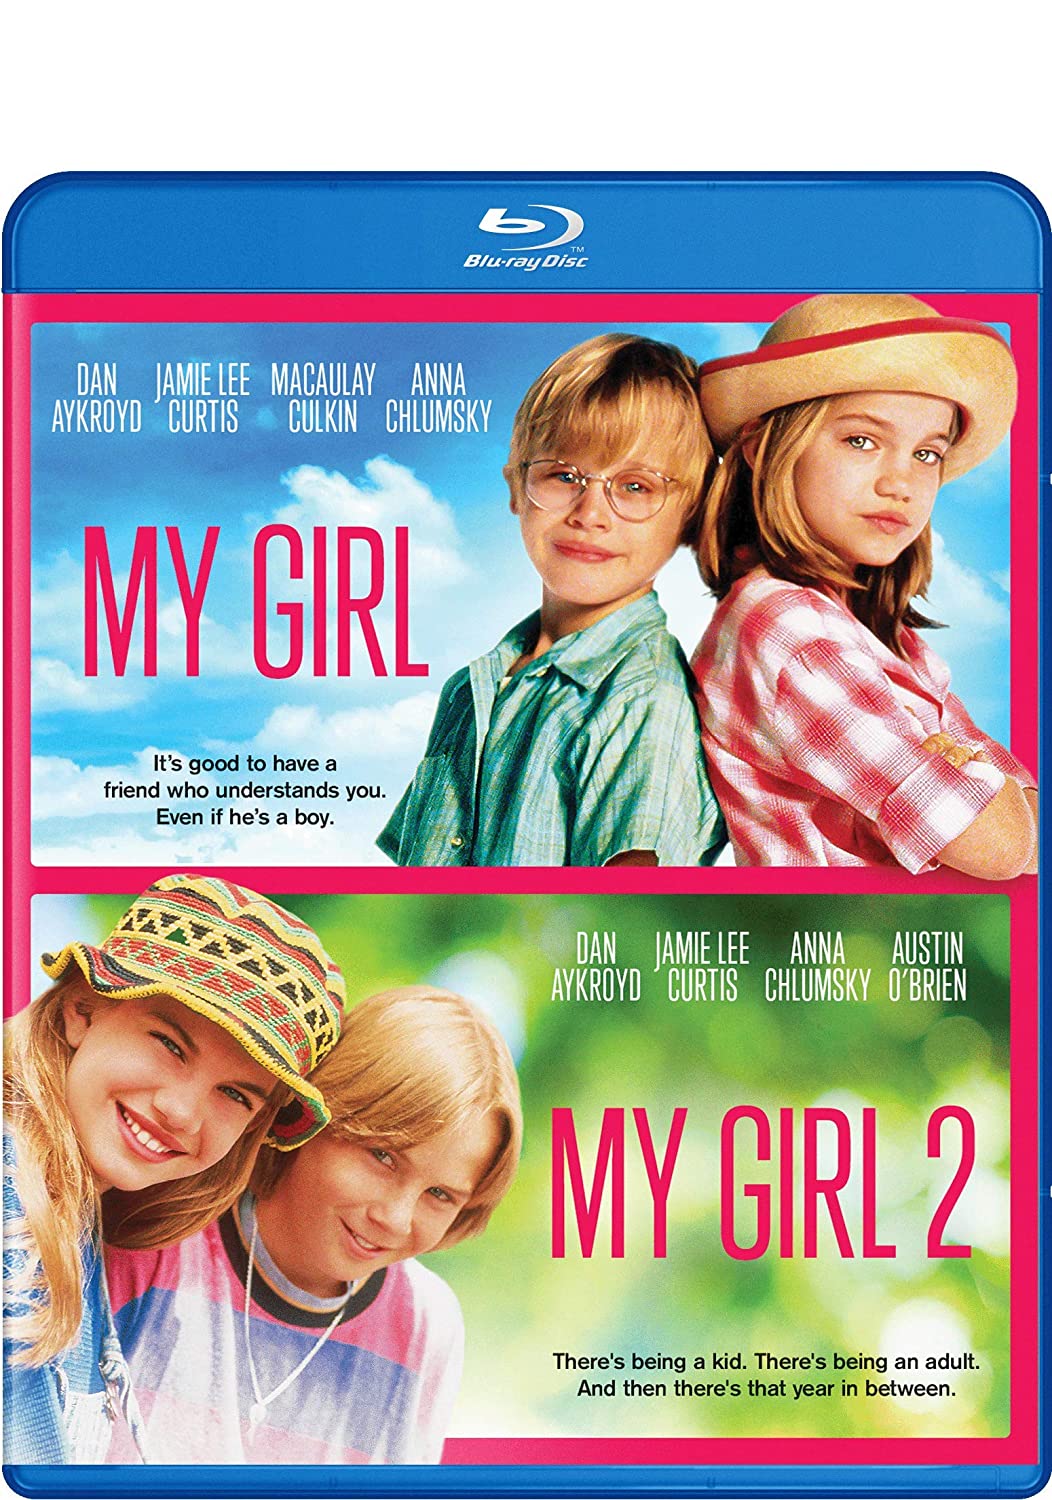 Blu-ray Disc™
DAN JAMIE LEE MACAULAY ANNA
AYKROYD CURTIS CULKIN CHLUMSKY
MY GIRL
It's good to have a
friend who understands you.
Even if he's a boy.
DAN JAMIE LEE ANNA AUSTIN
AYKROYD CURTIS CHLUMSKY O'BRIEN
MY GIRL 2
There's being a kid. There's being an adult.
And then there's that year in between.